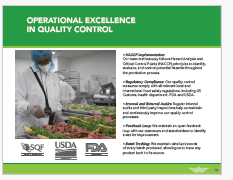 OPERATIONAL EXCELLENCE
IN QUALITY CONTROL
• HACCP Implementation:
Our team meticulously follows Hazard Analysis and
Critical Control Points (HACCP) principles to identify,
evaluate, and control potential hazards throughout
the production process.
• Regulatory Compliance: Our quality control
measures comply with all relevant local and
international food safety regulations, including US
Customs, health department, FDA and USDA.
• Internal and External Audits: Regular internal
audits and third-party inspections help us maintain
and continuously improve our quality control
processes.
• Feedback Loop: We maintain an open feedback
loop with our customers and stakeholders to identify
areas for improvement.
• Batch Tracking: We maintain detailed records
of every batch produced, allowing us to trace any
product back to its source.
SQF
USDA
FDA